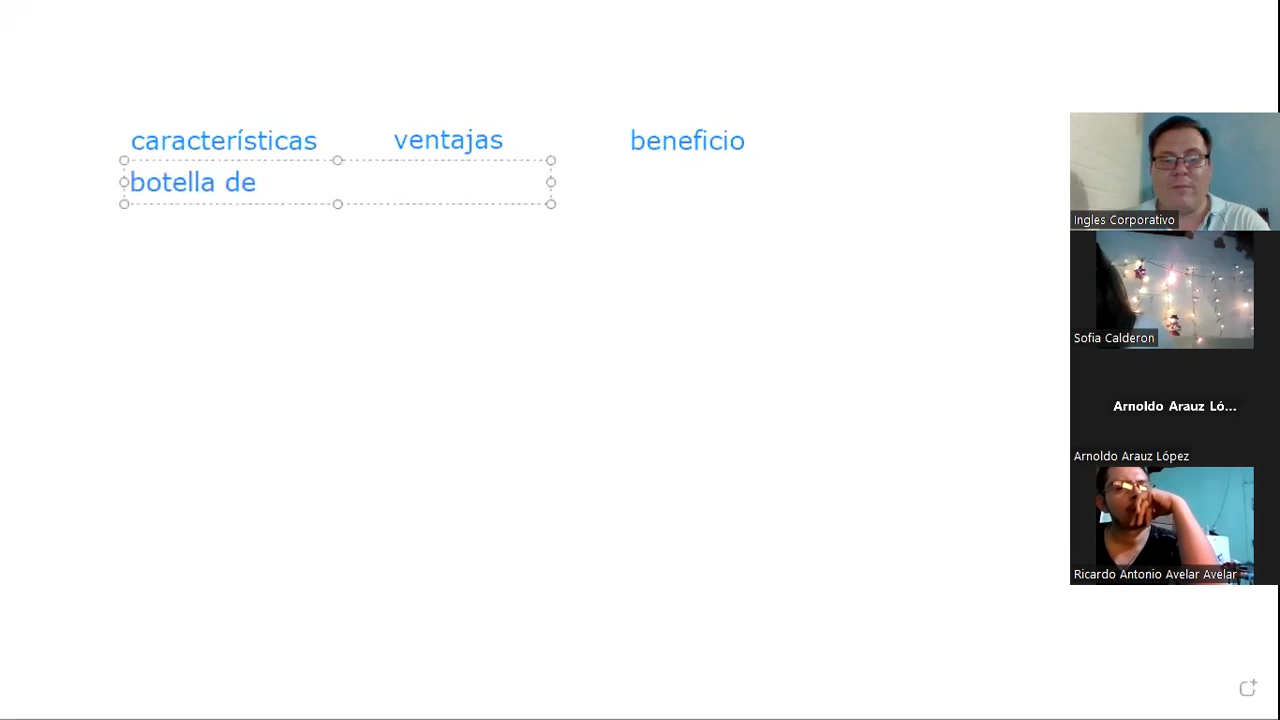 características ventajas beneficio
botella de
Ingles Corporativo
Sofia Calderon
Arnoldo Arauz Ló...
Arnoldo Arauz López
Ricardo Antonio Avelar Avelar